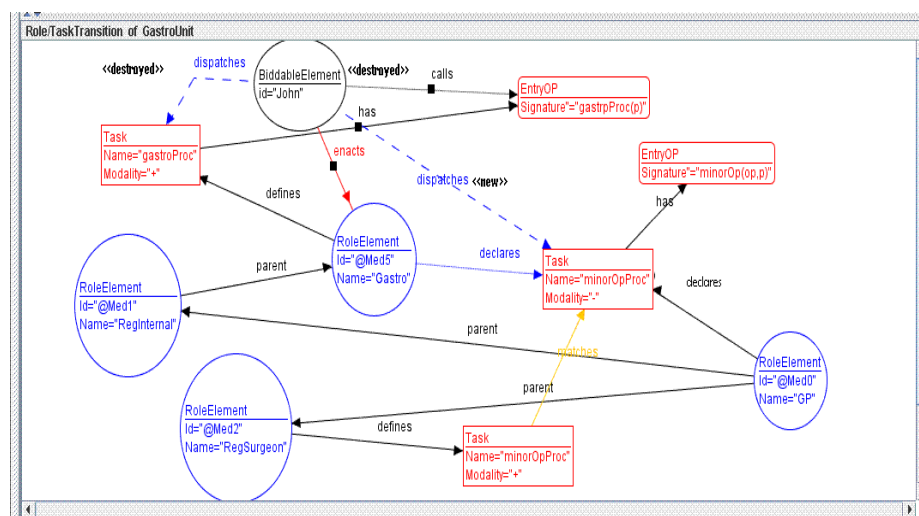 Role/TaskTransition of GastroUnit
<<destroyed>>
dispatches
BiddableElement
id="John"
<<destroyed>>
calls
EntryOP
Signature"="gastrpProc(p)"
has
Task
Name="gastroProc"
Modality="+"
enacts
EntryOP
Signature"="minorOp(op,p)"
defines
dispatches <<new>>
has
RoleElement
Id="@Med5"
Name="Gastro"
declares
Task
Name="minorOpProc"
Modality="-"
declares
parent
RoleElement
Id="@Med1"
Name="RegInternal"
parent
matches
RoleElement
Id="@Med0"
Name="GP"
parent
RoleElement
Id="@Med2"
Name="RegSurgeon"
defines
Task
Name="minorOpProc"
Modality="+"